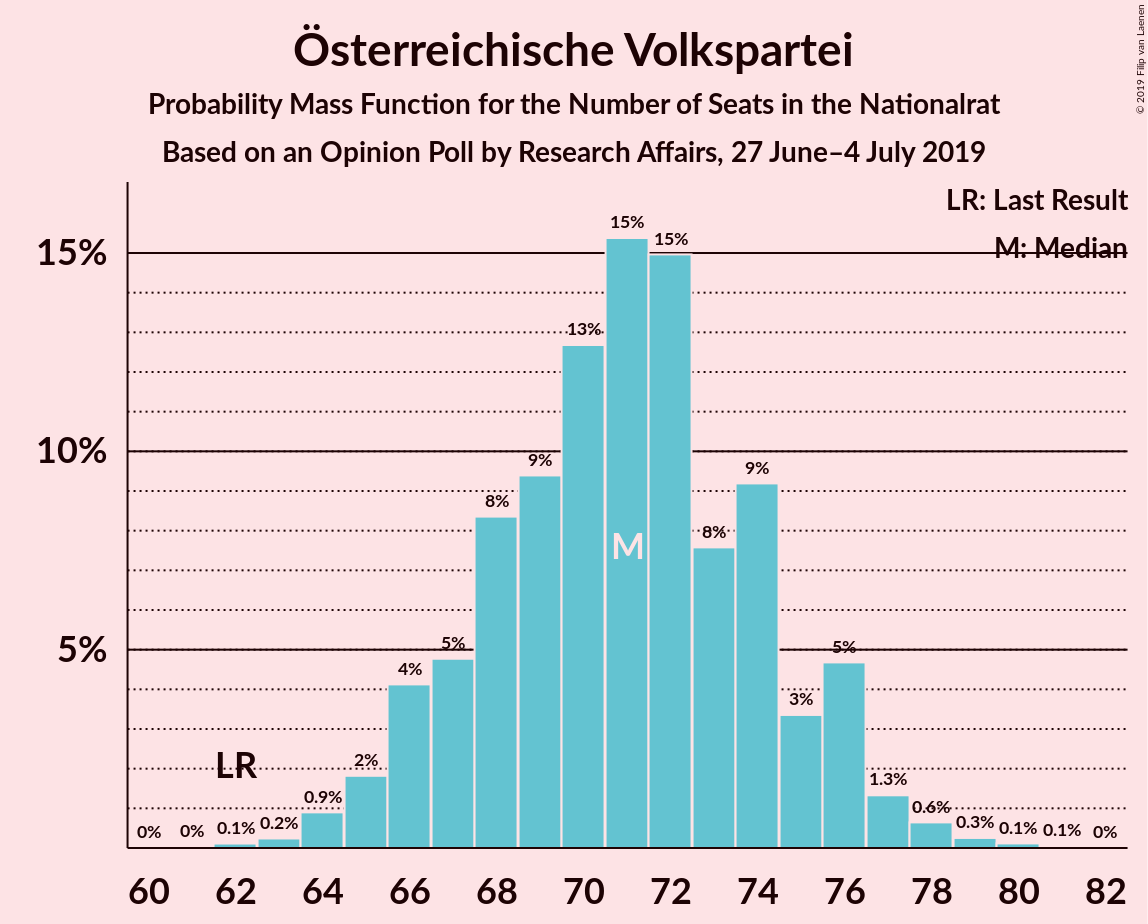 Österreichische Volkspartei
Probability Mass Function for the Number of Seats in the Nationalrat
Based on an Opinion Poll by Research Affairs, 27 June–4 July 2019
© 2019 Filip van Laenen
LR: Last Result
M: Median
15%
10%
5%
0%
0%
0.1%
0.2%
0.9%
2%
4%
5%
8%
9%
13%
15%
15%
8%
9%
3%
5%
1.3%
0.6%
0.3%
0.1%
0.1%
0%
LR
M
60 62 64 66 68 70 72 74 76 78 80 82